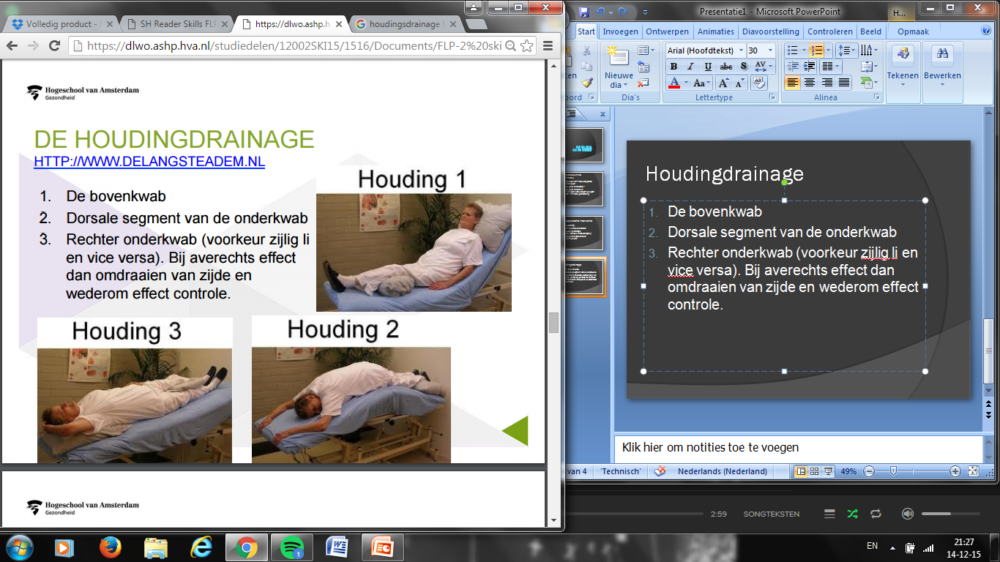 Volledig product -
SH Reader Skills FLP
https://dlwo.ashp.h
houdingsdrainage
https://dlwo.ashp.hva.nl/studiedelen/12002SKI15/1516/Documents/FLP-2%20ski
Hogeschool van Amsterdam
Gezondheid
DE HOUDINGDRAINAGE
HTTP://WWW.DELANGSTEADEM.NL
1. De bovenkwab
2. Dorsale segment van de onderkwab
3. Rechter onderkwab (voorkeur zijlig li
en vice versa). Bij averechts effect
dan omdraaien van zijde en
wederom effect controle.
Houding 1
Houding 3
Houding 2
Hogeschool van Amsterdam
Gezondheid
Presentatie1 - Microsoft PowerPoint
H...
Start Invoegen Ontwerpen Animaties Diavoorstelling Controleren Beeld Opmaak
Arial (Hoofdtekst) 30
Nieuwe
dia
B I U abc S AV
A Aa A A
Tekenen
Bewerken
Dia's
Lettertype
Alinea
Houdingdrainage
1. De bovenkwab
2. Dorsale segment van de onderkwab
3. Rechter onderkwab (voorkeur zijlig li en
vice versa). Bij averechts effect dan
omdraaien van zijde en wederom effect
controle.
Klik hier om notities toe te voegen
van 4 'Technisch' Nederlands (Nederland) 49%
2:59 SONGTEKSTEN
1
EN
21:27
14-12-15